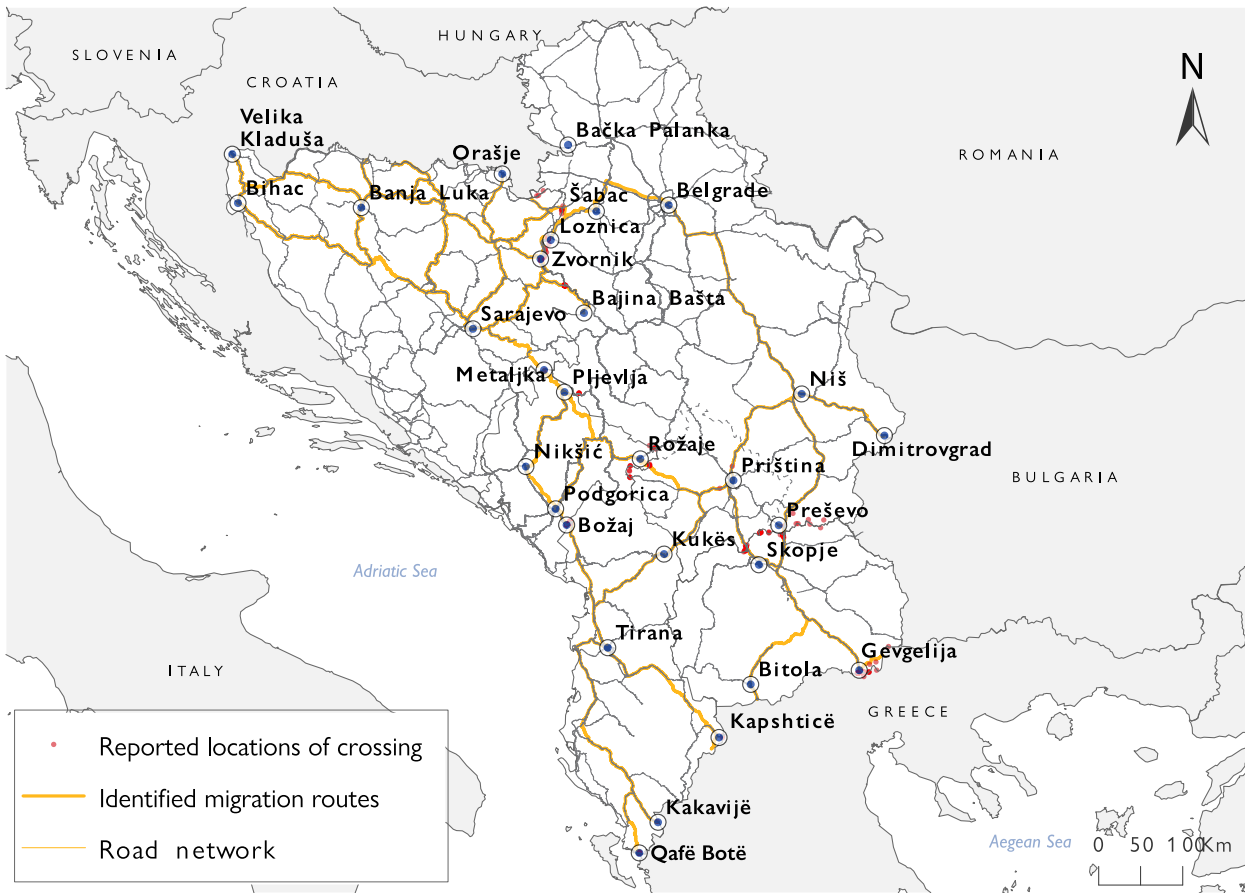 HUNGARY
SLOVENIA
CROATIA
N
Velika
Kladuša
Bačka Palanka
Orašje
ROMANIA
Bihac
Banja Luka
Šabac
Belgrade
Loznica
Zvornik
Bajina Bašta
Sarajevo
Metaljka
Pljevlja
Niš
Dimitrovgrad
Rožaje
Nikšić
Priština
BULGARIA
Podgorica
Preševo
Božaj
Kukës
Skopje
Adriatic Sea
Tirana
Gevgelija
ITALY
Bitola
GREECE
Kapshticë
Reported locations of crossing
Identified migration routes
Road network
Kakavijë
Qafë Botë
Aegean Sea
0 50 100 Km